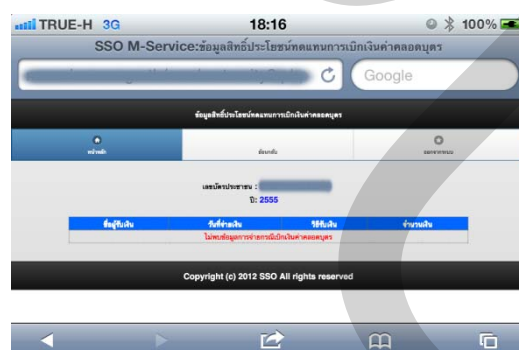 TRUE-H 3G 18:16 100%
SSO M-Service:ข้อมูลสิทธิ์ประโยชน์ทดแทนการเบิกเงินค่าคลอดบุตร
Google
ข้อมูลสิทธิประโยชน์ทดแทนการเบิกเงินค่าคลอดบุตร
หน้าหลัก ย้อนกลับ ออกจากระบบ
เลขบัตรประชาชน :
ปี: 2555
ชื่อผู้รับเงิน วันที่จ่ายเงิน วิธีรับเงิน จำนวนเงิน
ไม่พบข้อมูลการจ่ายกรณีเบิกเงินค่าคลอดบุตร
Copyright (c) 2012 SSO All rights reserved